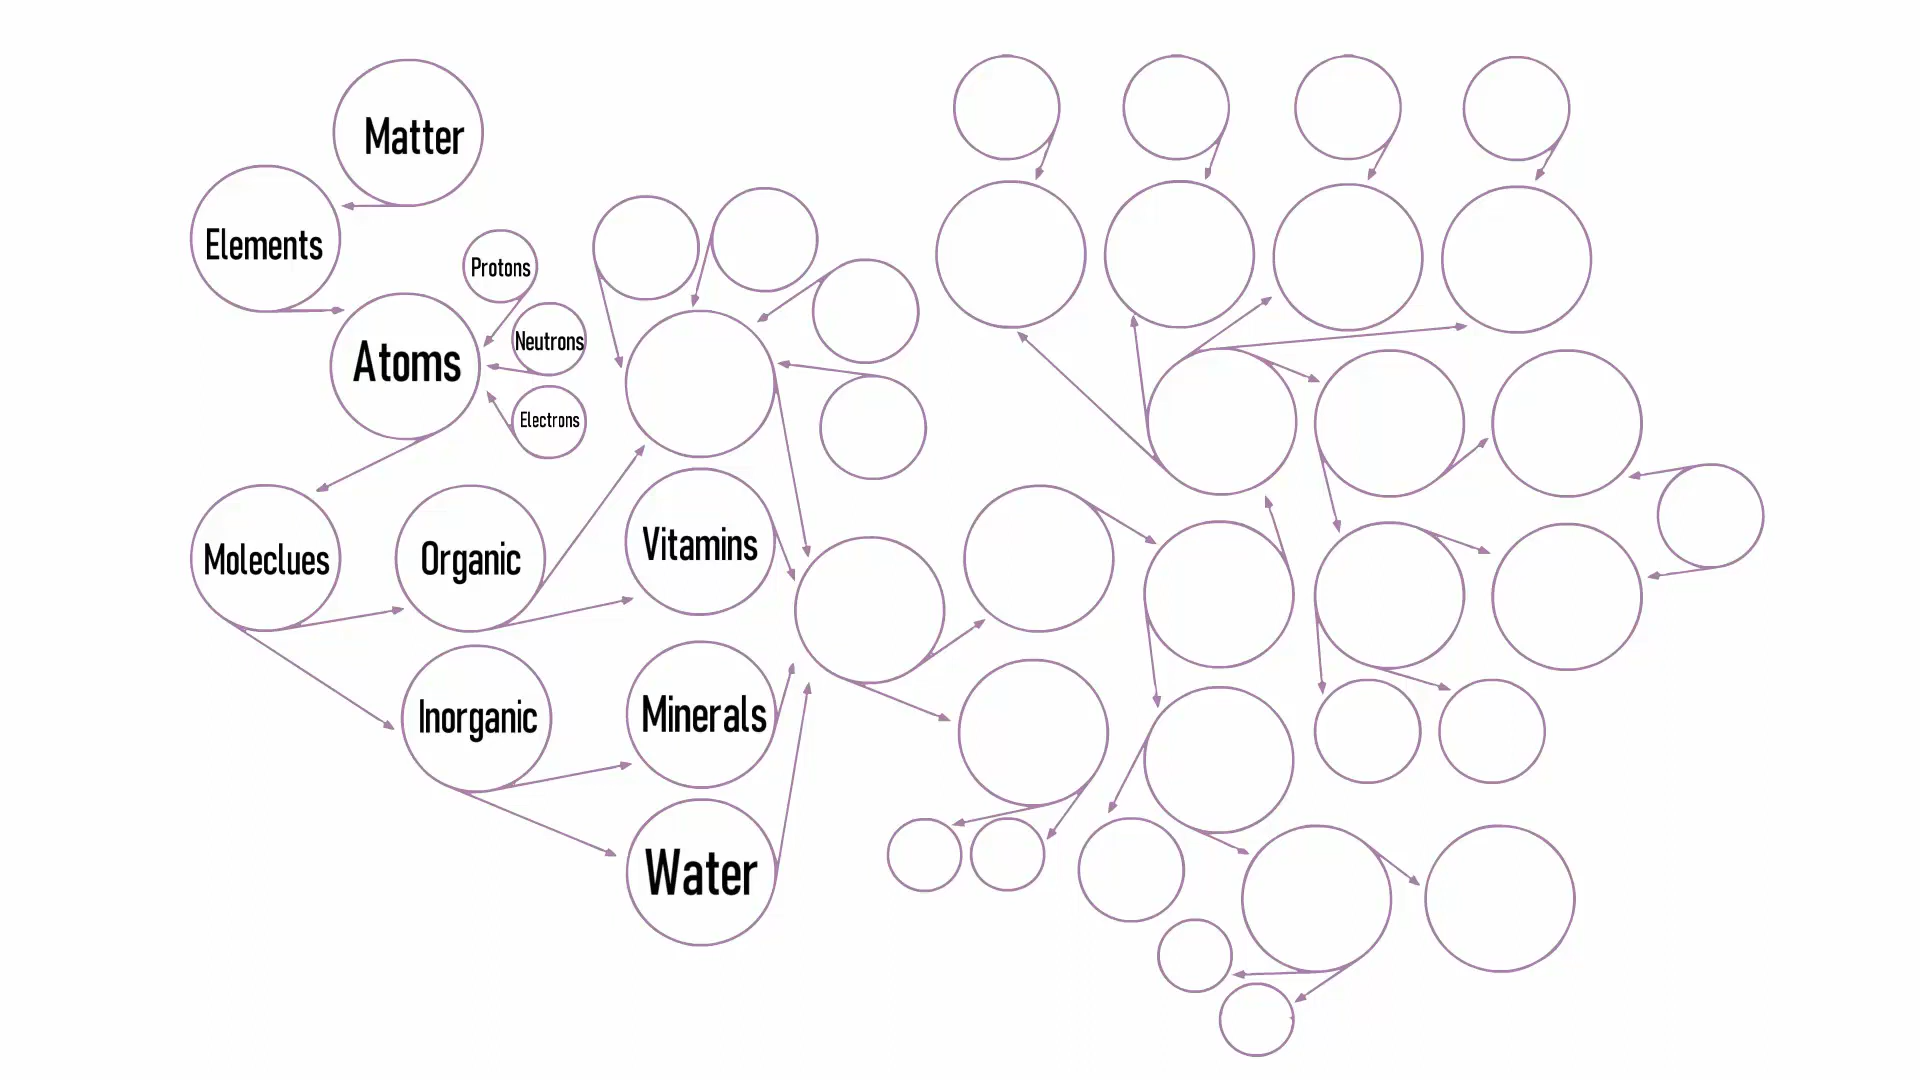 Matter
Elements
Protons
Neutrons
Atoms
Electrons
Moleclues
Organic
Vitamins
Inorganic
Minerals
Water